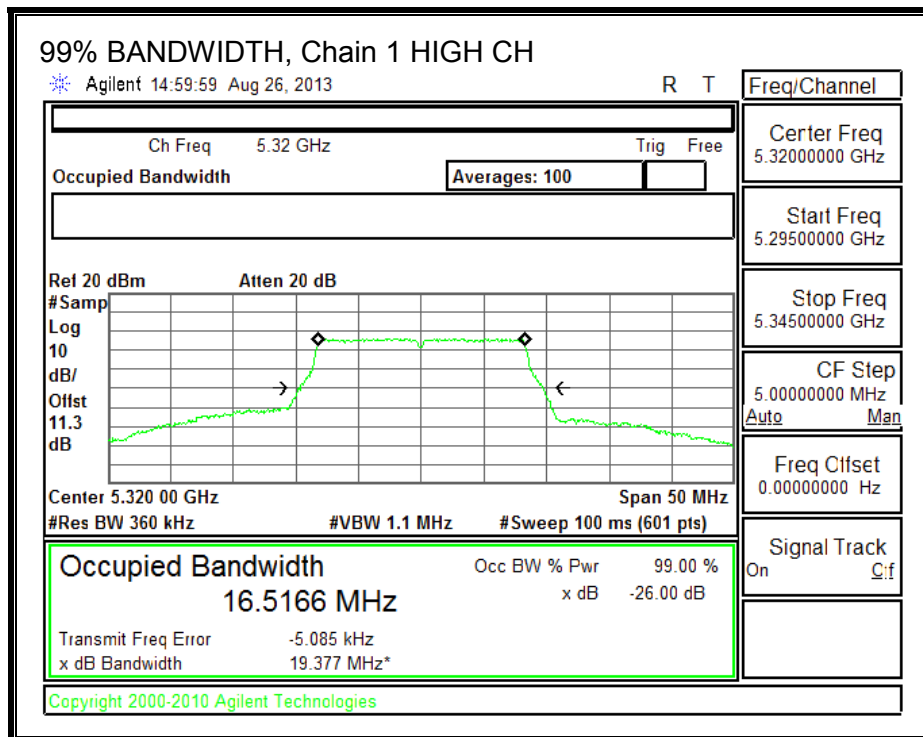 99% BANDWIDTH, Chain 1 HIGH CH
Agilent 14:59:59 Aug 26, 2013 R T
Freq/Channel
Ch Freq 5.32 GHz Trig Free
Occupied Bandwidth Averages: 100
Center Freq
5.32000000 GHz
Start Freq
5.29500000 GHz
Stop Freq
5.34500000 GHz
CF Step
5.00000000 MHz
Auto Man
Freq Offset
0.00000000 Hz
Signal Track
On Off
Ref 20 dBm Atten 20 dB
#Samp
Log
10
dB/
Offst
11.3
dB
Center 5.320 00 GHz Span 50 MHz
#Res BW 360 kHz #VBW 1.1 MHz #Sweep 100 ms (601 pts)
Occupied Bandwidth Occ BW % Pwr 99.00 %
16.5166 MHz x dB -26.00 dB
Transmit Freq Error -5.085 kHz
x dB Bandwidth 19.377 MHz*
Copyright 2000-2010 Agilent Technologies